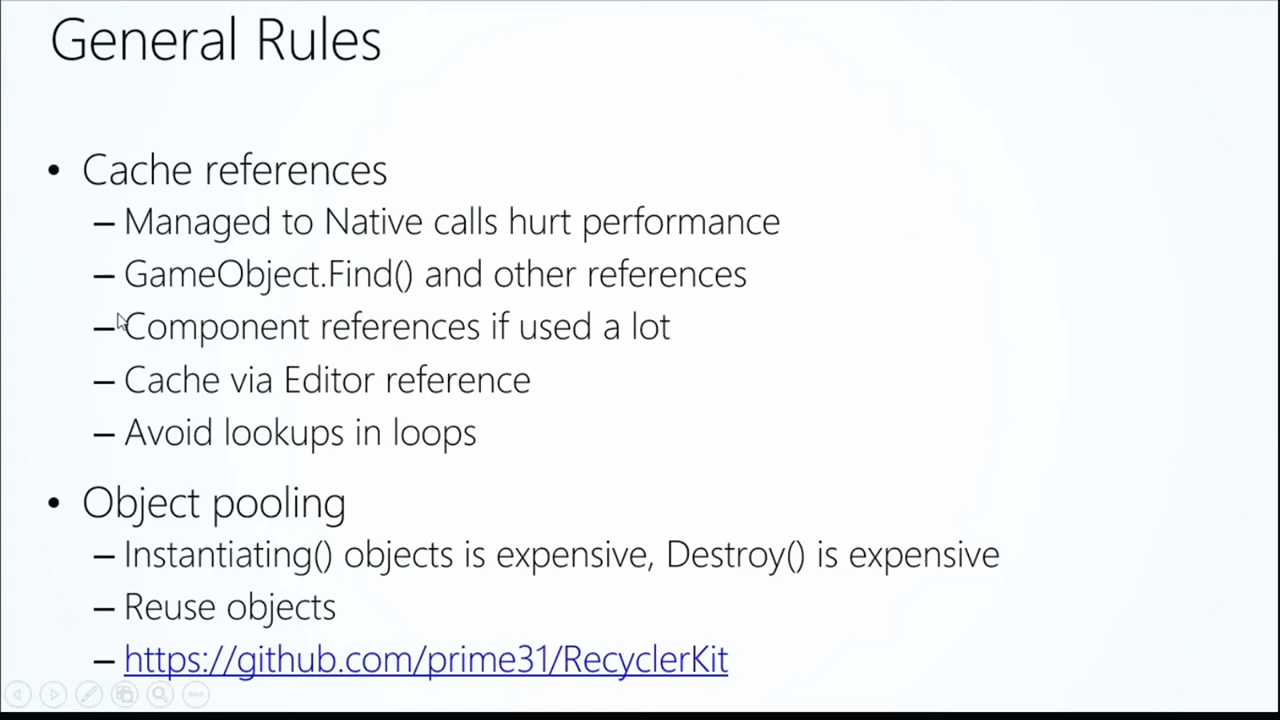 General Rules
• Cache references
– Managed to Native calls hurt performance
– GameObject.Find() and other references
– Component references if used a lot
– Cache via Editor reference
– Avoid lookups in loops
• Object pooling
– Instantiating() objects is expensive, Destroy() is expensive
– Reuse objects
– https://github.com/prime31/RecyclerKit